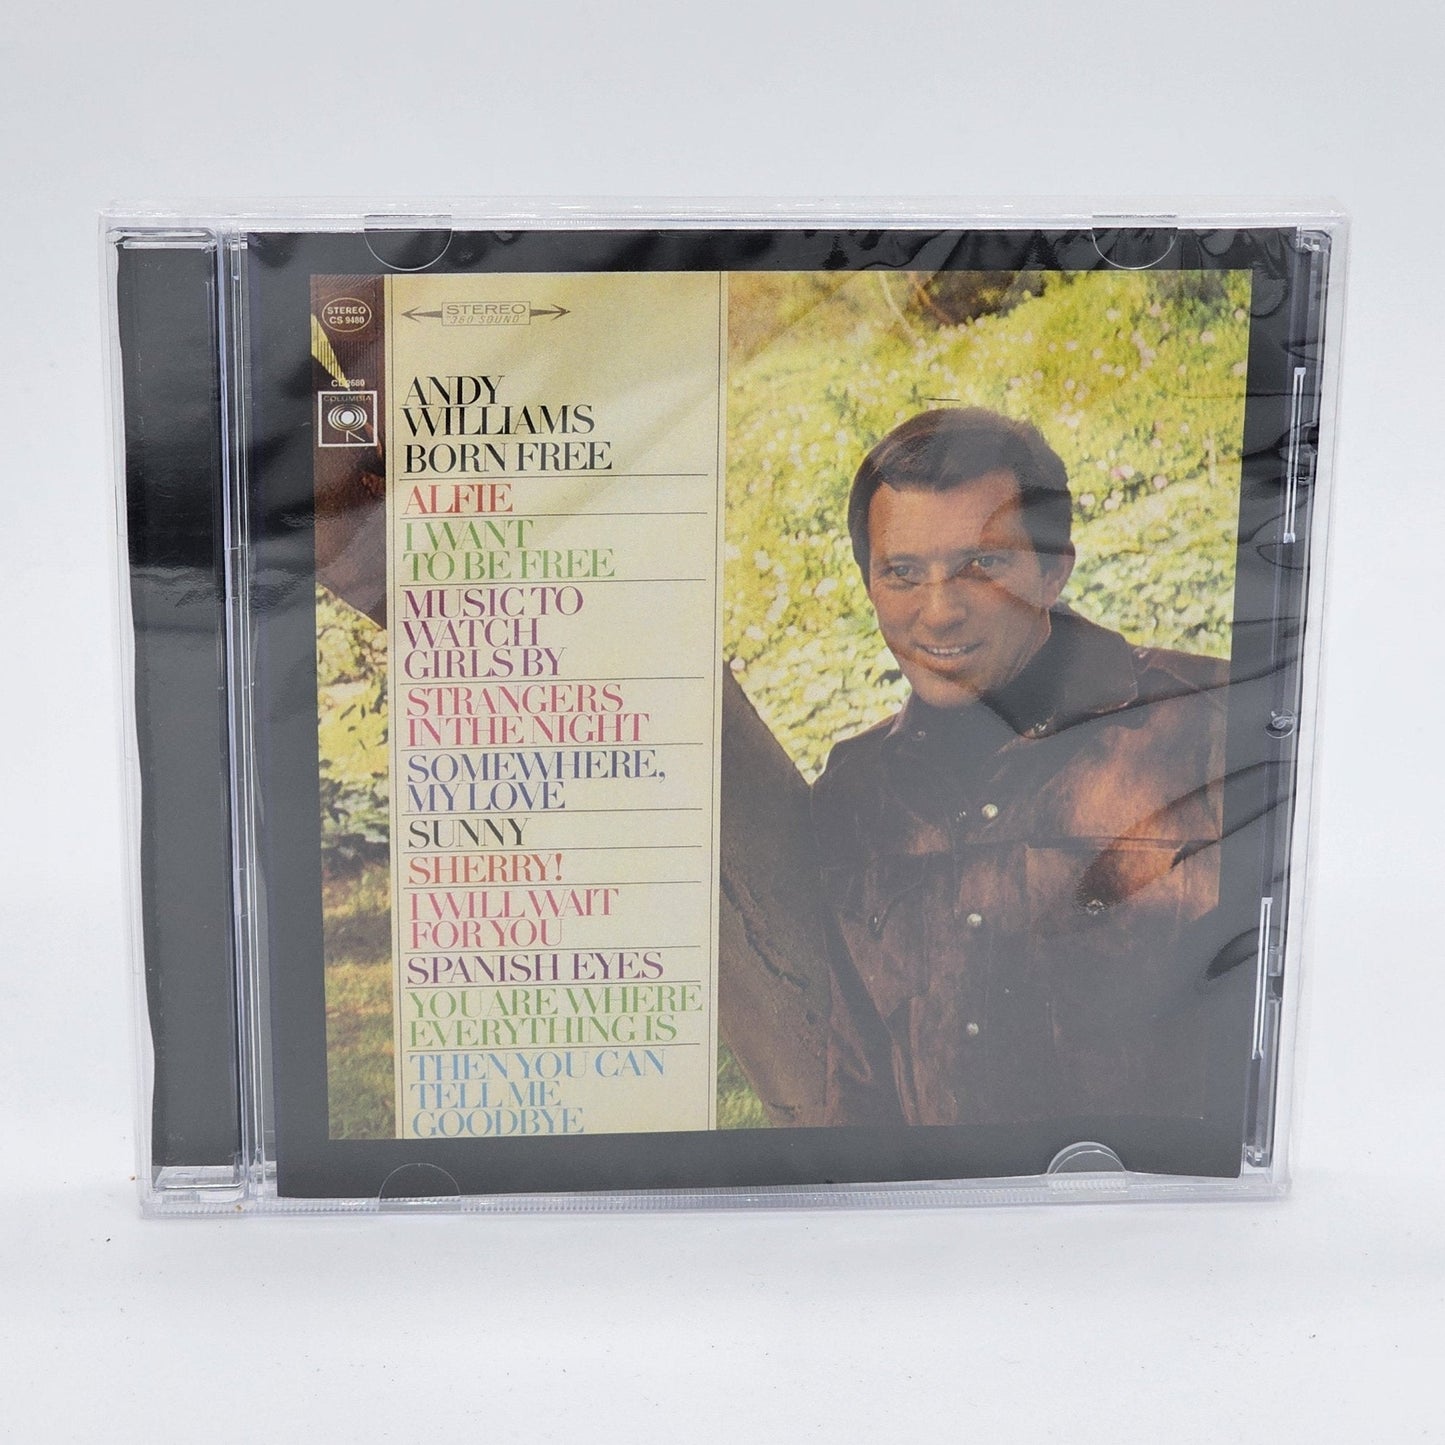 STEREO
CS 9480
CL 2680
COLUMBIA
STEREO
"360 SOUND"
ANDY
WILLIAMS
BORN FREE
ALFIE
I WANT
TO BE FREE
MUSIC TO
WATCH
GIRLS BY
STRANGERS
IN THE NIGHT
SOMEWHERE,
MY LOVE
SUNNY
SHERRY!
I WILL WAIT
FOR YOU
SPANISH EYES
YOU ARE WHERE
EVERYTHING IS
THEN YOU CAN
TELL ME
GOODBYE